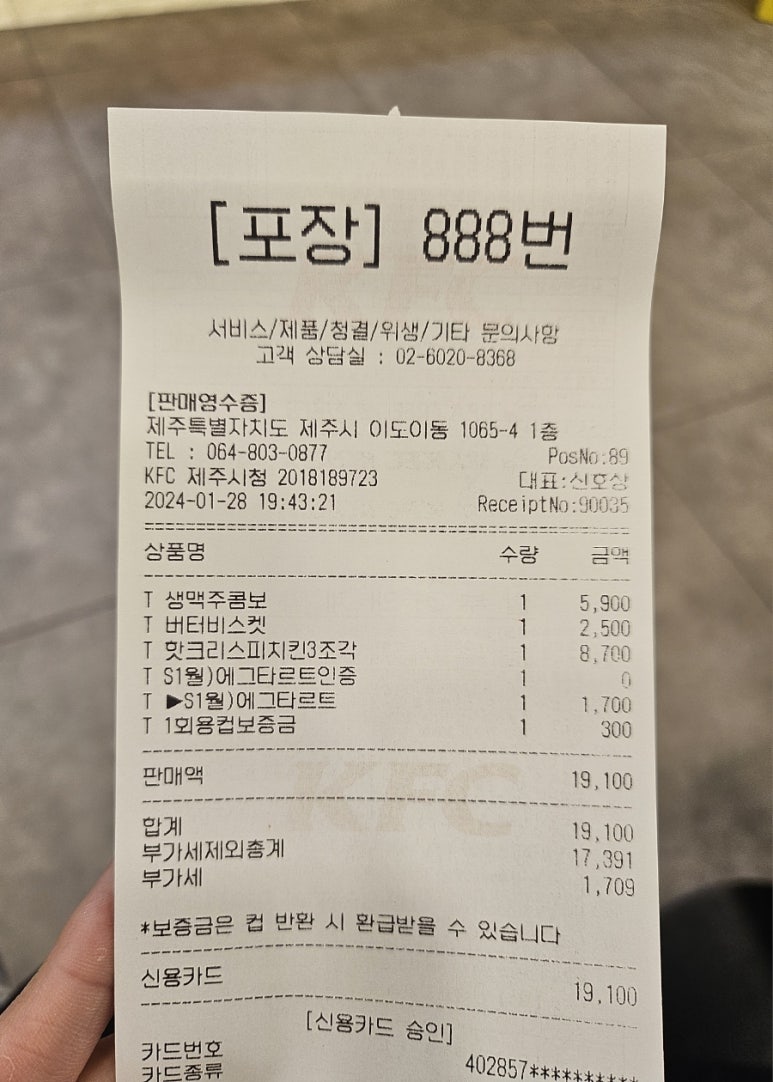 [포장] 888번
서비스/제품/청결/위생/기타 문의사항
고객 상담실 : 02-6020-8368
[판매영수증]
제주특별자치도 제주시 이도이동 1065-4 1층
TEL : 064-803-0877 PosNo:89
KFC 제주시청 2018189723 대표:신호상
2024-01-28 19:43:21 ReceiptNo:90035
상품명 수량 금액
T 생맥주콤보 1 5,900
T 버터비스켓 1 2,500
T 핫크리스피치킨3조각 1 8,700
T S1월)에그타르트인증 1 0
T ▶S1월)에그타르트 1 1,700
T 1회용컵보증금 1 300
판매액 19,100
합계 19,100
부가세제외총계 17,391
부가세 1,709
*보증금은 컵 반환 시 환급받을 수 있습니다
신용카드 19,100
[신용카드 승인]
카드번호 402857**********
카드종류
KFC